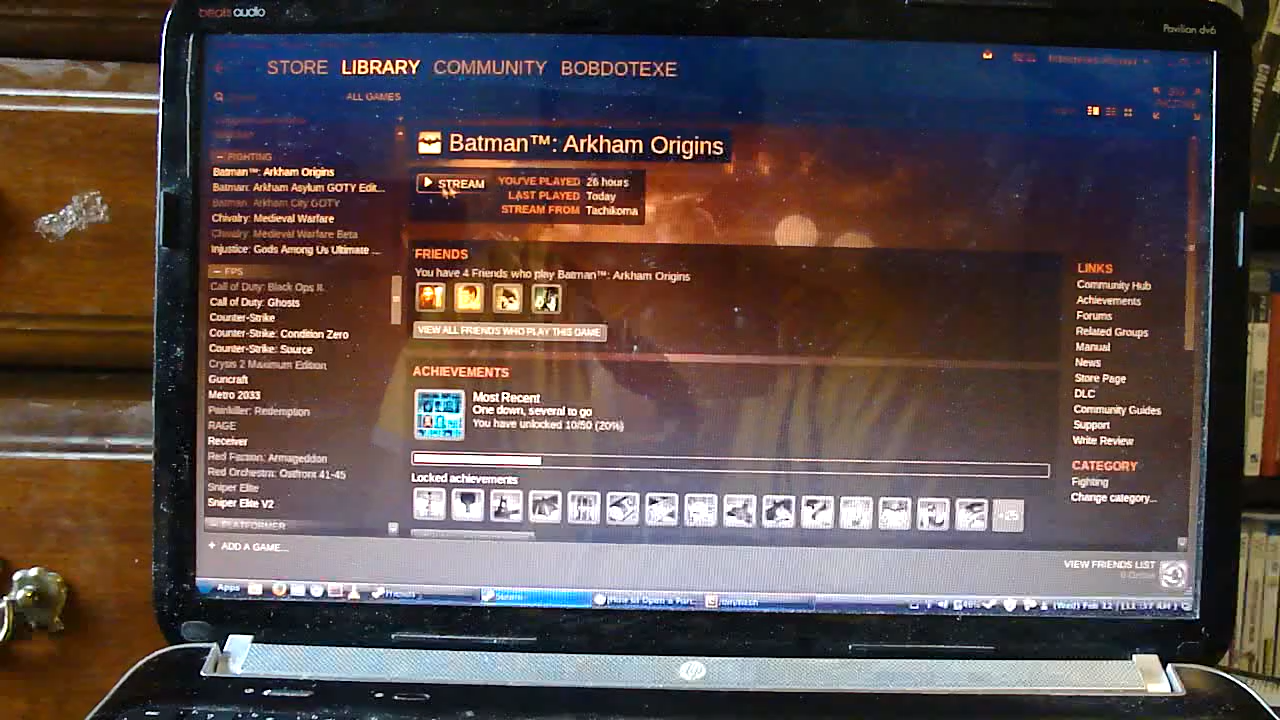 beats audio
Pavilion dv6
STORE LIBRARY COMMUNITY BOBDOTEXE
ALL GAMES
− FIGHTING
Batman™: Arkham Origins
Batman: Arkham Asylum GOTY Edit...
Batman: Arkham City GOTY
Chivalry: Medieval Warfare
Chivalry: Medieval Warfare Beta
Injustice: Gods Among Us Ultimate ...
− FPS
Call of Duty: Black Ops II
Call of Duty: Ghosts
Counter-Strike
Counter-Strike: Condition Zero
Counter-Strike: Source
Crysis 2 Maximum Edition
Guncraft
Metro 2033
Painkiller: Redemption
RAGE
Receiver
Red Faction: Armageddon
Red Orchestra: Ostfront 41-45
Sniper Elite
Sniper Elite V2
− PLATFORMER
+ ADD A GAME...
Batman™: Arkham Origins
STREAM
YOU'VE PLAYED 26 hours
LAST PLAYED Today
STREAM FROM Tachikoma
FRIENDS
You have 4 Friends who play Batman™: Arkham Origins
VIEW ALL FRIENDS WHO PLAY THIS GAME
ACHIEVEMENTS
Most Recent
One down, several to go
You have unlocked 10/50 (20%)
Locked achievements
+25
LINKS
Community Hub
Achievements
Forums
Related Groups
Manual
News
Store Page
DLC
Community Guides
Support
Write Review
CATEGORY
Fighting
Change category...
VIEW FRIENDS LIST
Apps
Friends
Steam
How to Open a Port
hp